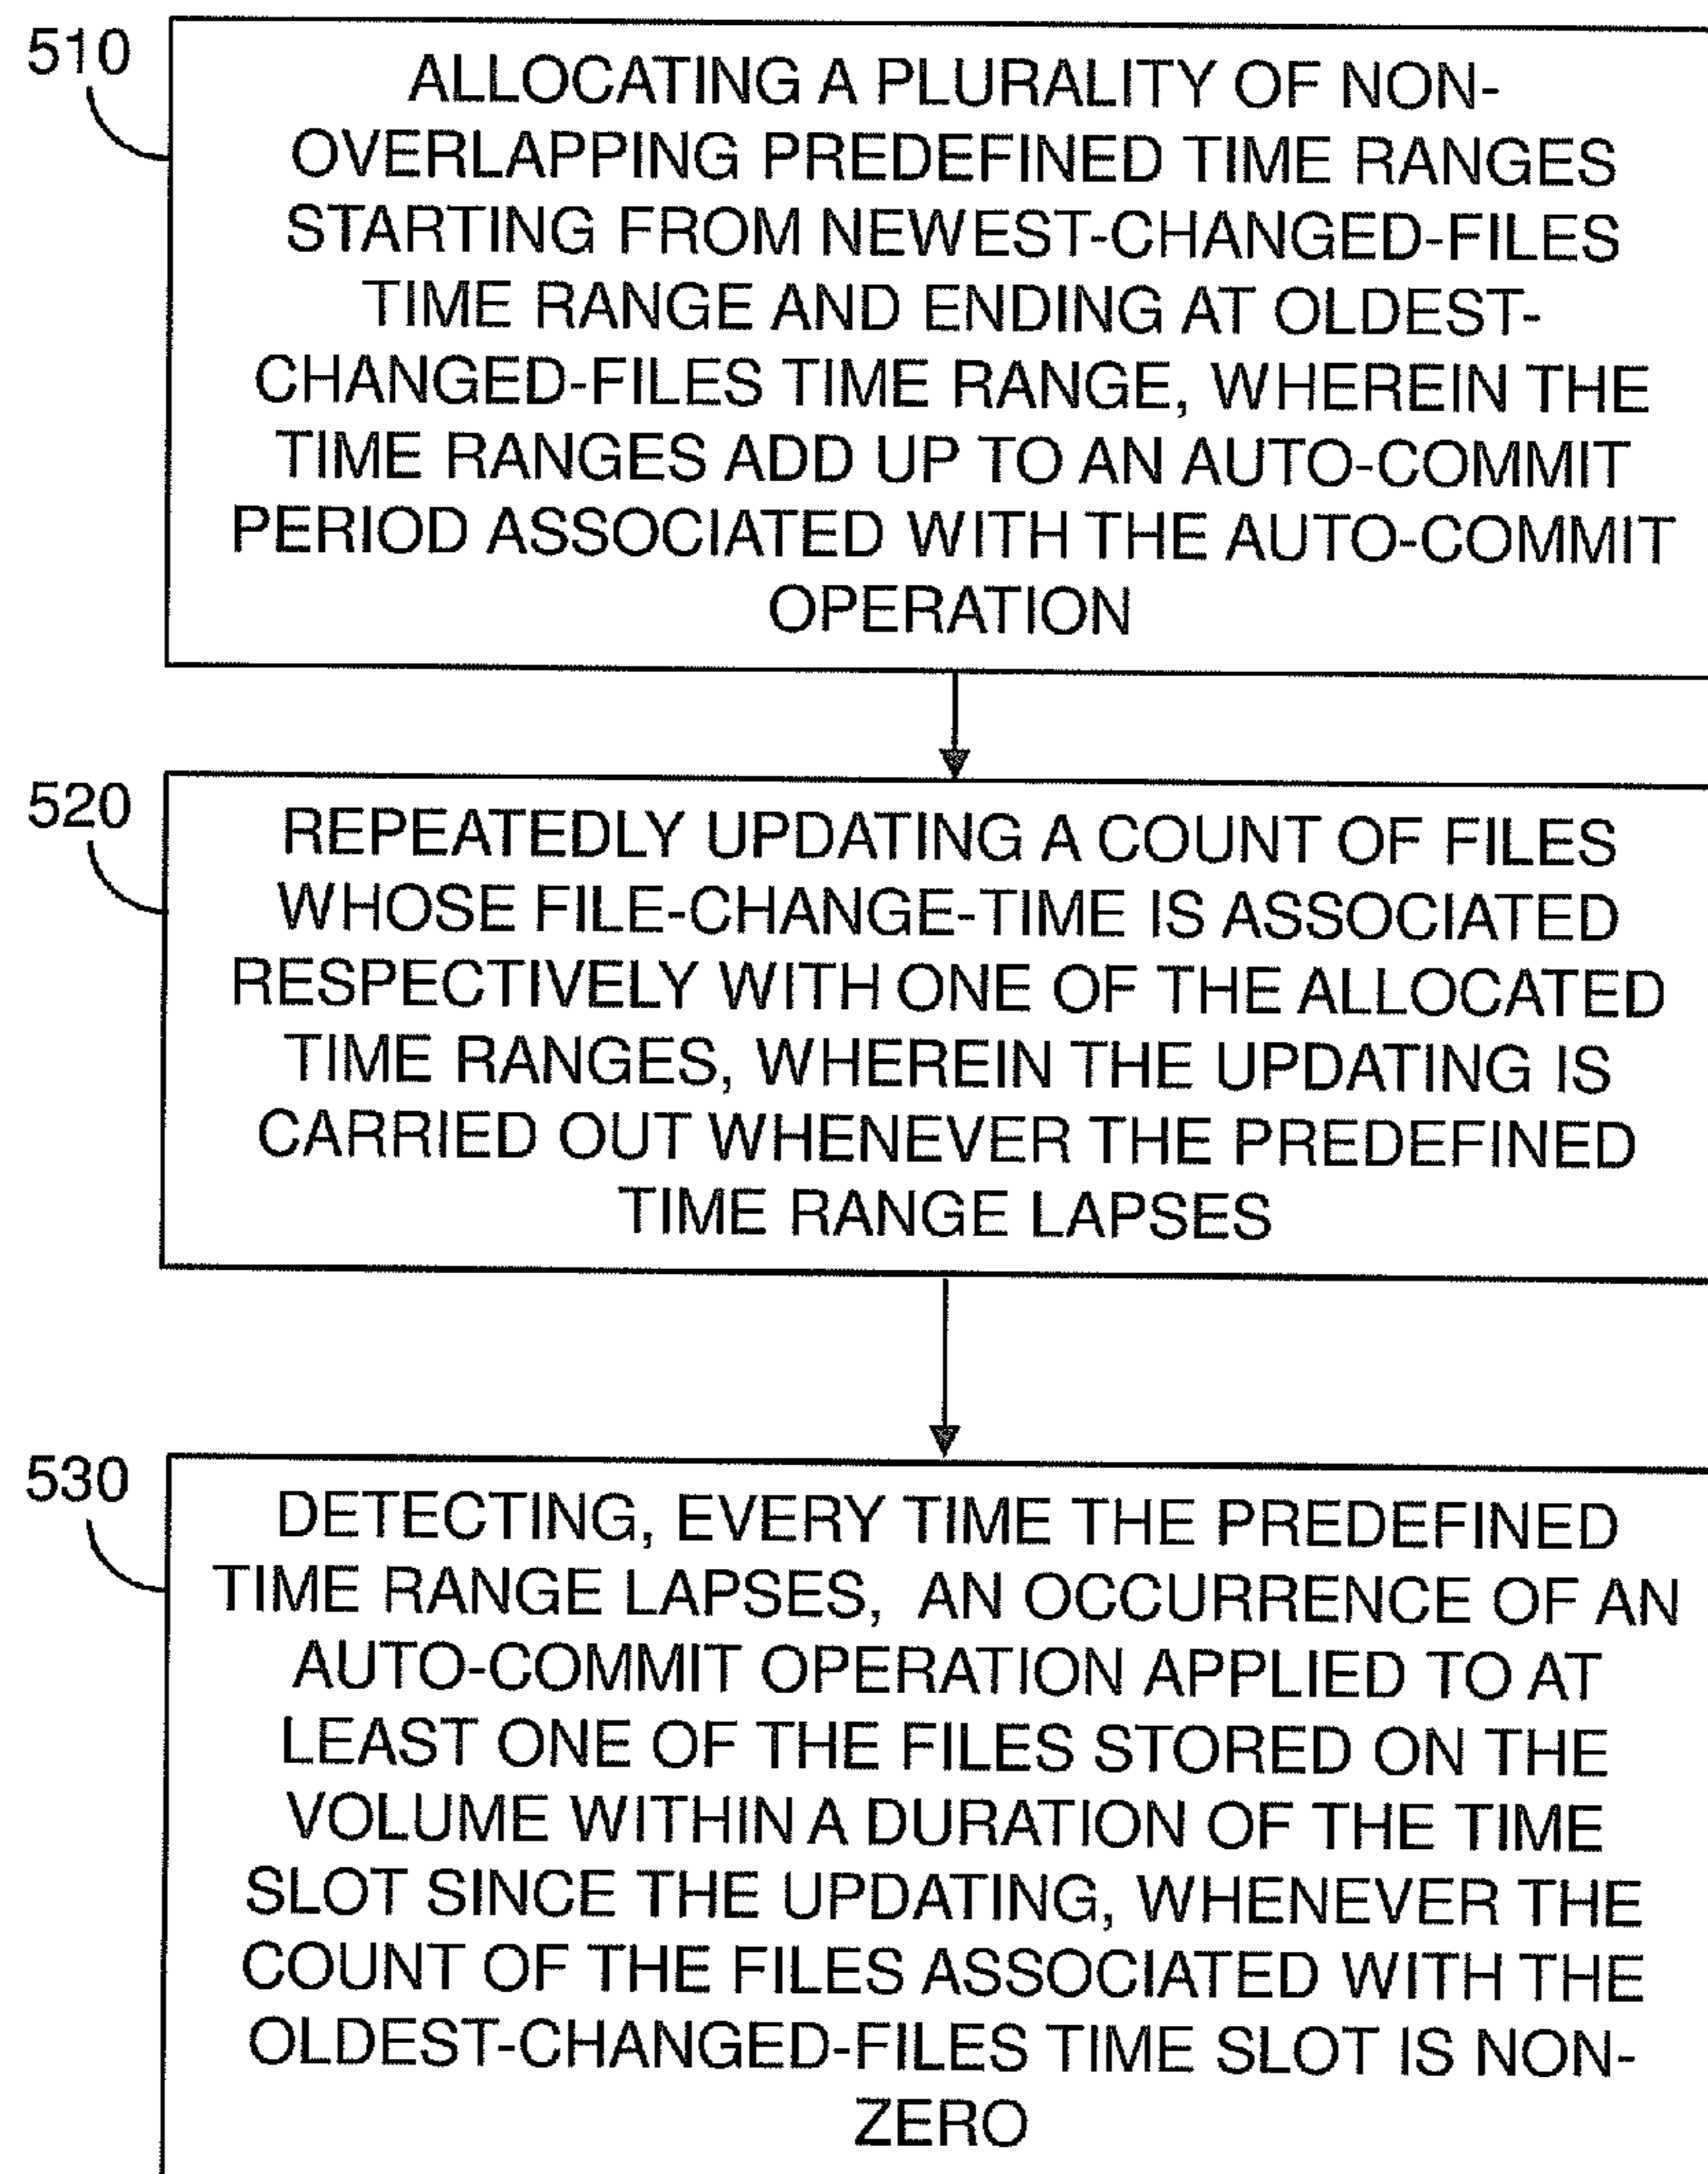 510
ALLOCATING A PLURALITY OF NON-
OVERLAPPING PREDEFINED TIME RANGES
STARTING FROM NEWEST-CHANGED-FILES
TIME RANGE AND ENDING AT OLDEST-
CHANGED-FILES TIME RANGE, WHEREIN THE
TIME RANGES ADD UP TO AN AUTO-COMMIT
PERIOD ASSOCIATED WITH THE AUTO-COMMIT
OPERATION
520
REPEATEDLY UPDATING A COUNT OF FILES
WHOSE FILE-CHANGE-TIME IS ASSOCIATED
RESPECTIVELY WITH ONE OF THE ALLOCATED
TIME RANGES, WHEREIN THE UPDATING IS
CARRIED OUT WHENEVER THE PREDEFINED
TIME RANGE LAPSES
530
DETECTING, EVERY TIME THE PREDEFINED
TIME RANGE LAPSES, AN OCCURRENCE OF AN
AUTO-COMMIT OPERATION APPLIED TO AT
LEAST ONE OF THE FILES STORED ON THE
VOLUME WITHIN A DURATION OF THE TIME
SLOT SINCE THE UPDATING, WHENEVER THE
COUNT OF THE FILES ASSOCIATED WITH THE
OLDEST-CHANGED-FILES TIME SLOT IS NON-
ZERO